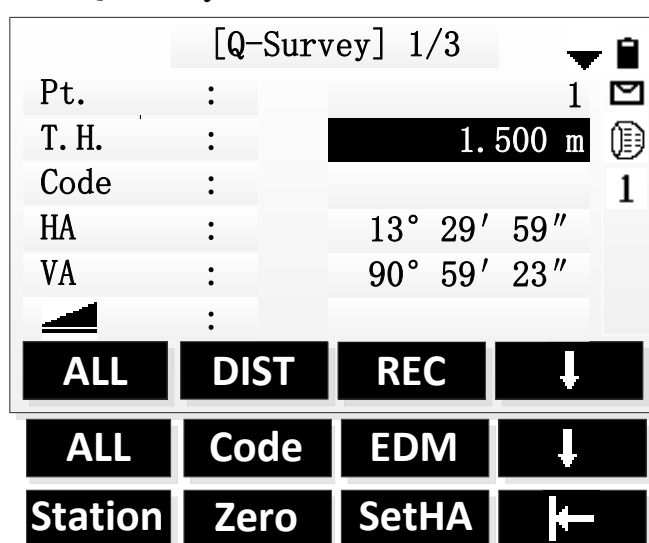 [Q-Survey] 1/3
Pt. : 1
T.H. : 1.500 m
Code : 1
HA : 13° 29′ 59″
VA : 90° 59′ 23″
:
ALL DIST REC ↓
ALL Code EDM ↓
Station Zero SetHA